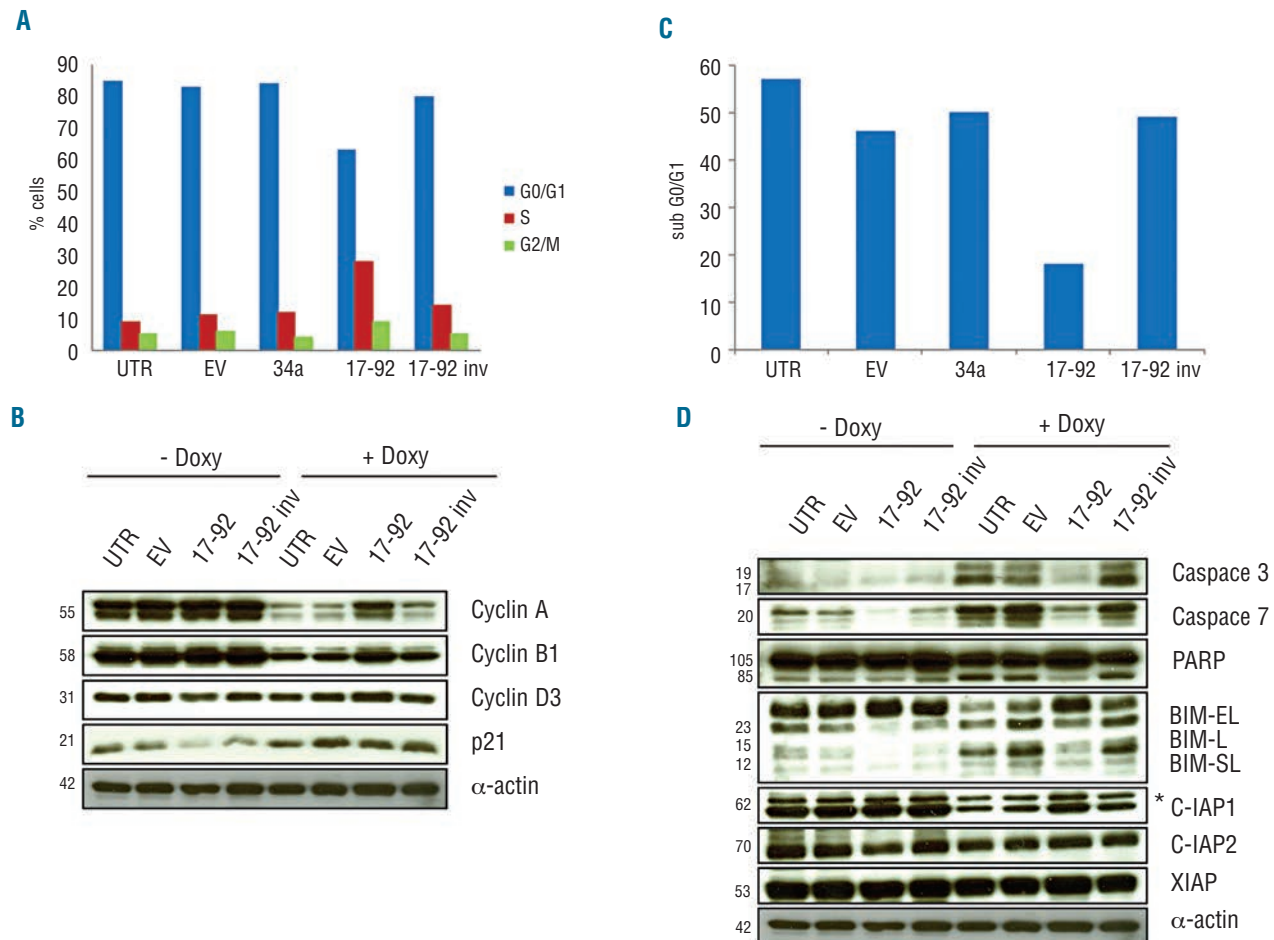 A
90
80
70
60
50
40
30
20
10
0
% cells
UTR EV 34a 17-92 17-92 inv
G0/G1
S
G2/M
C
60
50
40
30
20
10
0
sub G0/G1
UTR EV 34a 17-92 17-92 inv
B
- Doxy + Doxy
UTR EV 17-92 17-92 inv UTR EV 17-92 17-92 inv
55 Cyclin A
58 Cyclin B1
31 Cyclin D3
21 p21
42 α-actin
D
- Doxy + Doxy
UTR EV 17-92 17-92 inv UTR EV 17-92 17-92 inv
19 Caspace 3
17
20 Caspace 7
105 PARP
85
BIM-EL
23
BIM-L
15
BIM-SL
12
62 * C-IAP1
70 C-IAP2
53 XIAP
42 α-actin